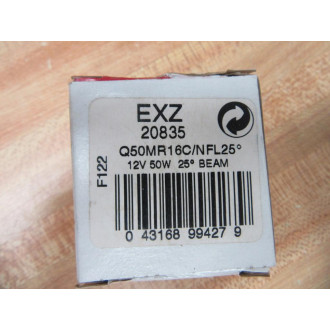 EXZ
20835
Q50MR16C/NFL25°
12V 50W 25° BEAM
F122
0 43168 99427 9